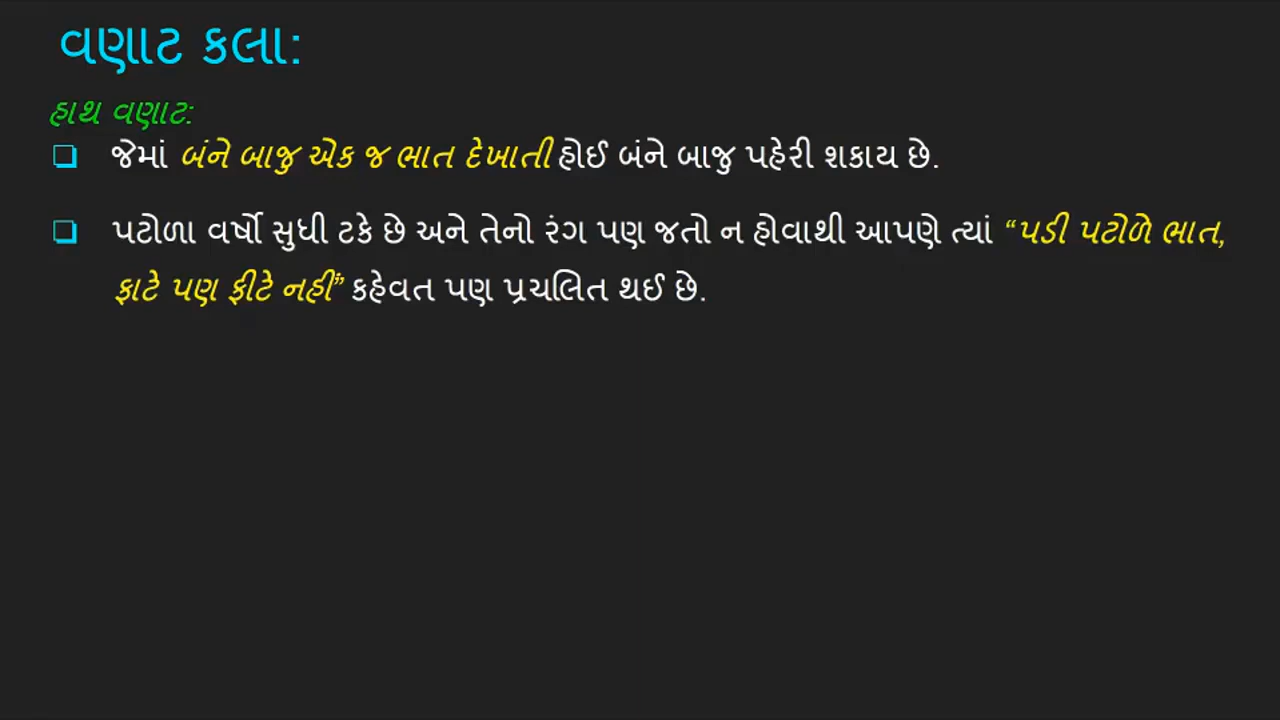 વણાટ કલા:
હાથ વણાટ:
❏ જેમાં બંને બાજુ એક જ ભાત દેખાતી હોઈ બંને બાજુ પહેરી શકાય છે.
❏ પટોળા વર્ષો સુધી ટકે છે અને તેનો રંગ પણ જતો ન હોવાથી આપણે ત્યાં “પડી પટોળે ભાત,
ફાટે પણ ફીટે નહીં” કહેવત પણ પ્રચલિત થઈ છે.